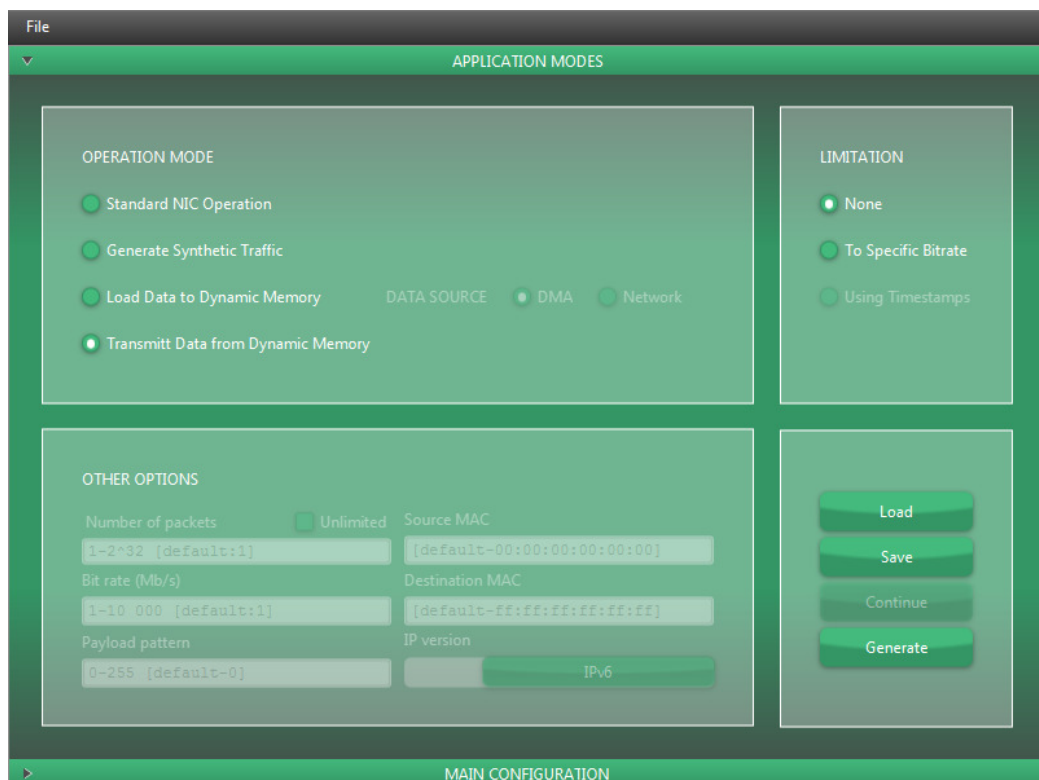 File
APPLICATION MODES
OPERATION MODE
Standard NIC Operation
Generate Synthetic Traffic
Load Data to Dynamic Memory DATA SOURCE DMA Network
Transmitt Data from Dynamic Memory
LIMITATION
None
To Specific Bitrate
Using Timestamps
OTHER OPTIONS
Number of packets Unlimited
1-2^32 [default:1]
Bit rate (Mb/s)
1-10 000 [default:1]
Payload pattern
0-255 [default-0]
Source MAC
[default-00:00:00:00:00:00]
Destination MAC
[default-ff:ff:ff:ff:ff:ff]
IP version
IPv6
Load
Save
Continue
Generate
MAIN CONFIGURATION